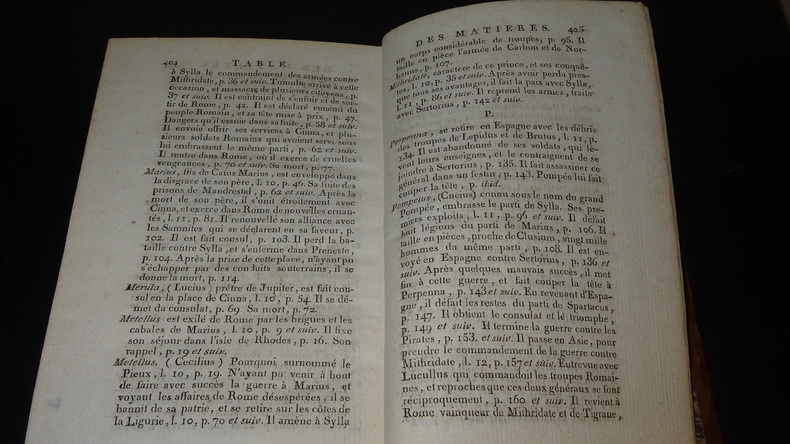 404 TABLE
à Sylla le commandement des armées contre
Mithridate, p. 36 et suiv. Tumulte arrivé à cette
occasion, et massacre de plusieurs citoyens, p.
37 et suiv. Il est contraint de s'enfuir et de sor-
tir de Rome, p. 42. Il est déclaré ennemi du
peuple Romain, et sa tête mise à prix, p. 47.
Dangers qu'il essuie dans sa fuite, p. 58 et suiv.
Il envoie offrir ses services à Cinna, et plu-
sieurs soldats Romains qui avoient servi sous
lui embrassent le même parti, p. 62 et suiv.
Il rentre dans Rome, où il exerce de cruelles
vengeances, p. 70 et suiv. Sa mort, p. 77.
Marius, fils de Caïus Marius, est enveloppé dans
la disgrace de son père, l. 10, p. 46. Sa fuite des
prisons de Mandrestal, p. 62 et suiv. Après la
mort de son père, il s'unit étroitement avec
Cinna, et exerce dans Rome de nouvelles cruau-
tés, l. 11, p. 81. Il renouvelle son alliance avec
les Samnites qui se déclarent en sa faveur, p.
102. Il est fait consul, p. 103. Il perd la ba-
taille contre Sylla, et s'enferme dans Preneste,
p. 104. Après la prise de cette place, n'ayant pu
s'échapper par des conduits souterrains, il se
donne la mort, p. 114.
Merula, (Lucius) prêtre de Jupiter, est fait con-
sul en la place de Cinna, l. 10, p. 54. Il se dé-
met du consulat, p. 69 Sa mort, p. 72.
Metellus est exilé de Rome par les brigues et les
cabales de Marius, l. 10, p. 9 et suiv. Il fixe
son séjour dans l'isle de Rhodes, p. 16. Son
rappel, p. 19 et suiv.
Metellus. (Cecilius) Pourquoi surnommé le
Pieux, l. 10, p. 19. N'ayant pu venir à bout
de faire avec succès la guerre à Marius, et
voyant les affaires de Rome désespérées, il se
bannit de sa patrie, et se retire sur les côtes de
la Ligurie, l. 10, p. 70 et suiv. Il amène à Sylla
DES MATIERES. 405
un corps considérable de troupes, p. 95. Il
taille en pièce l'armée de Carbon et de Nor-
banus, p. 107.
Mithridate, caractère de ce prince, et ses conquê-
tes, l. 10, p. 35 et suiv. Après avoir perdu pres-
que tous ses avantages, il fait la paix avec Sylla,
l. 11, p. 86 et suiv. Il reprend les armes, traite
avec Sertorius, p. 142 et suiv.
P.
Perpenna, se retire en Espagne avec les débris
des troupes de Lepidus et de Brutus, l. 11, p.
134. Il est abandonné de ses soldats, qui lè-
vent leurs enseignes, et le contraignent de se
joindre à Sertorius, p. 135. Il fait assassiner ce
général dans un festin, p. 143. Pompée lui fait
couper la tête, p. ibid.
Pompeïus, (Cneïus) connu sous le nom du grand
Pompée, embrasse le parti de Sylla. Ses pre-
miers exploits, l. 11, p. 96 et suiv. Il défait
huit légions du parti de Marius, p. 106. Il
taille en pièces, proche de Clusium, vingt mille
hommes du même parti, p. 108. Il est en-
voyé en Espagne contre Sertorius, p. 136 et
suiv. Après quelques mauvais succès, il met
fin à cette guerre, et fait couper la tête à
Perpenna, p. 143 et suiv. En revenant d'Espa-
gne, il défait les restes du parti de Spartacus,
p. 147. Il obtient le consulat et le triomphe,
p. 149 et suiv. Il termine la guerre contre les
Pirates, p. 153. et suiv. Il passe en Asie, pour
prendre le commandement de la guerre contre
Mithridate, l. 12, p. 157 et suiv. Entrevue avec
Lucullus qui commandoit les troupes Romai-
nes, et reproches que ces deux généraux se font
réciproquement, p. 160 et suiv. Il revient à
Rome vainqueur de Mithridate et de Tigrane,